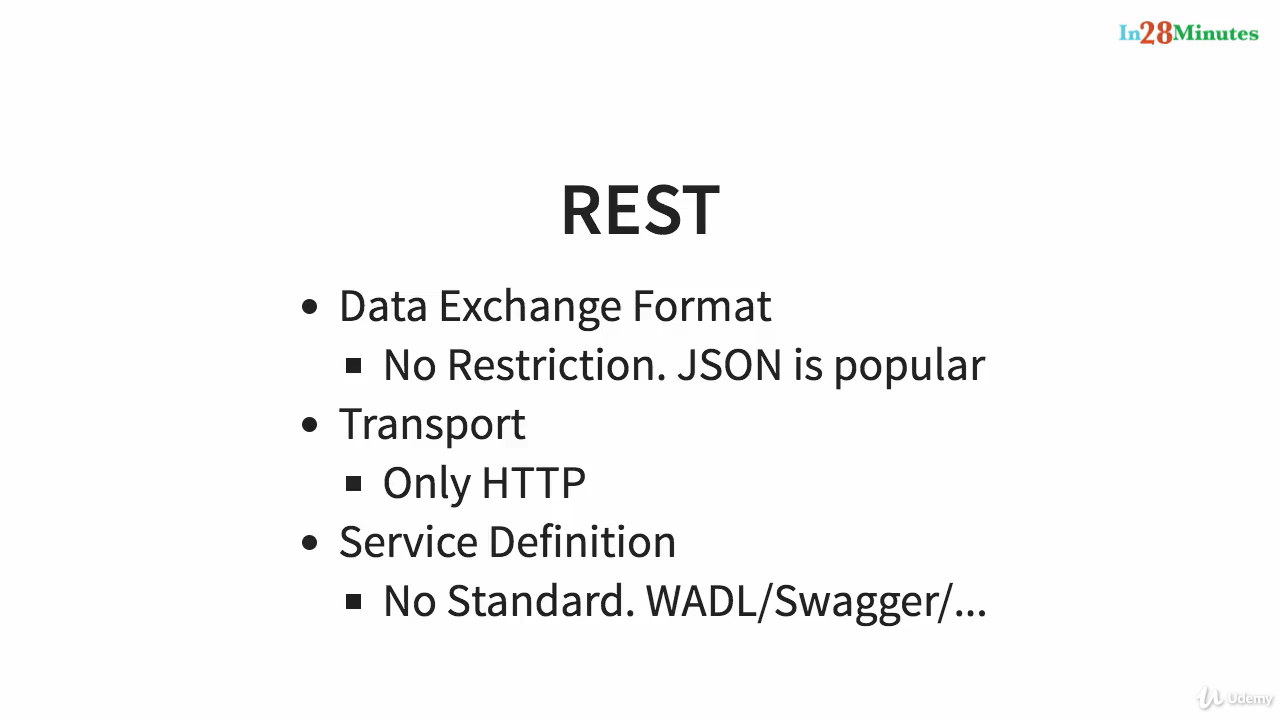 In28Minutes
REST
• Data Exchange Format
▪ No Restriction. JSON is popular
• Transport
▪ Only HTTP
• Service Definition
▪ No Standard. WADL/Swagger/...
Udemy